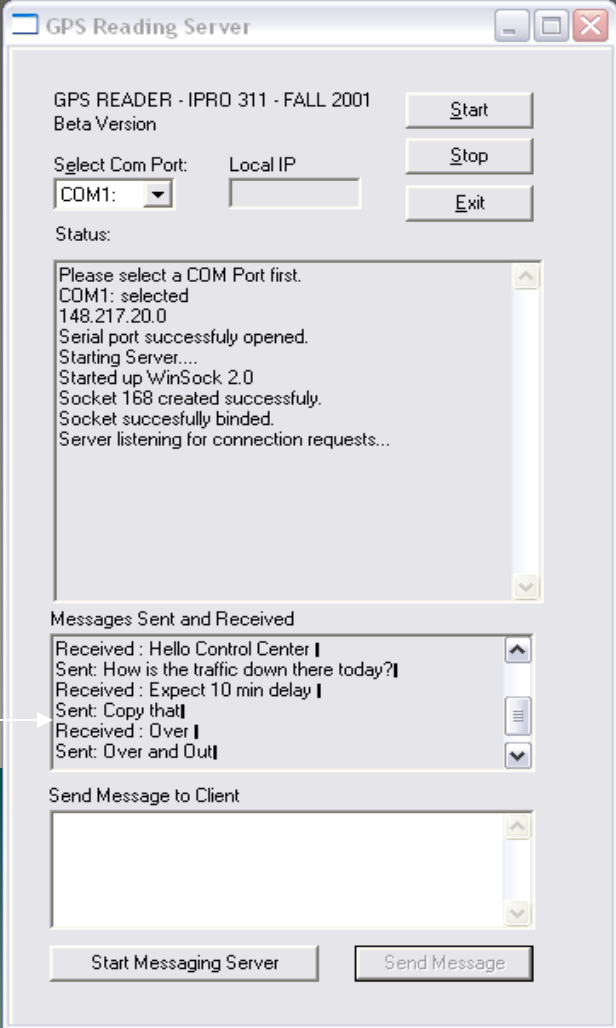 GPS Reading Server
GPS READER - IPRO 311 - FALL 2001
Beta Version
Start
Stop
Exit
Select Com Port:
Local IP
COM1:
Status:
Please select a COM Port first.
COM1: selected
148.217.20.0
Serial port successfuly opened.
Starting Server....
Started up WinSock 2.0
Socket 168 created successfuly.
Socket succesfully binded.
Server listening for connection requests...
Messages Sent and Received
Received : Hello Control Center
Sent: How is the traffic down there today?
Received : Expect 10 min delay
Sent: Copy that
Received : Over
Sent: Over and Out
Send Message to Client
Start Messaging Server
Send Message